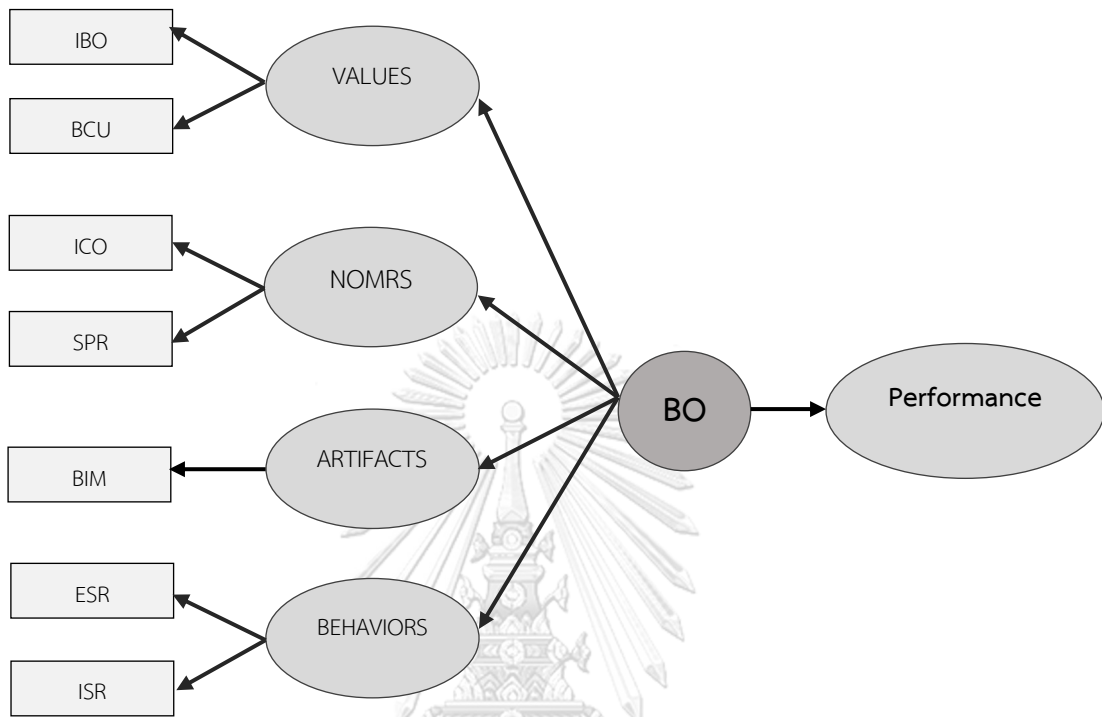 IBO
VALUES
BCU
ICO
NOMRS
SPR
BO
Performance
ARTIFACTS
BIM
ESR
BEHAVIORS
ISR